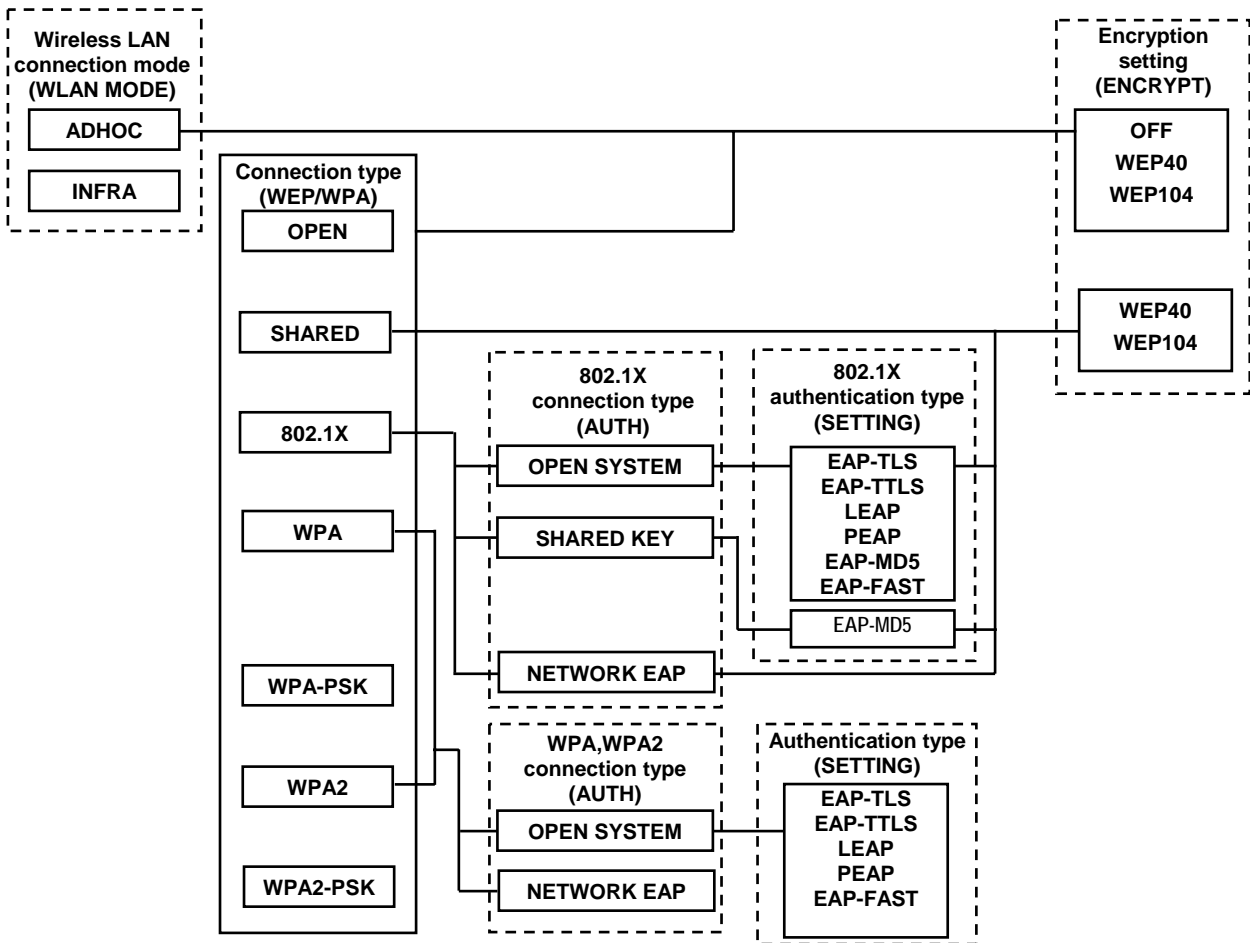 Wireless LAN
connection mode
(WLAN MODE)
ADHOC
INFRA
Connection type
(WEP/WPA)
OPEN
SHARED
802.1X
WPA
WPA-PSK
WPA2
WPA2-PSK
802.1X
connection type
(AUTH)
OPEN SYSTEM
SHARED KEY
NETWORK EAP
WPA,WPA2
connection type
(AUTH)
OPEN SYSTEM
NETWORK EAP
802.1X
authentication type
(SETTING)
EAP-TLS
EAP-TTLS
LEAP
PEAP
EAP-MD5
EAP-FAST
EAP-MD5
Authentication type
(SETTING)
EAP-TLS
EAP-TTLS
LEAP
PEAP
EAP-FAST
Encryption
setting
(ENCRYPT)
OFF
WEP40
WEP104
WEP40
WEP104